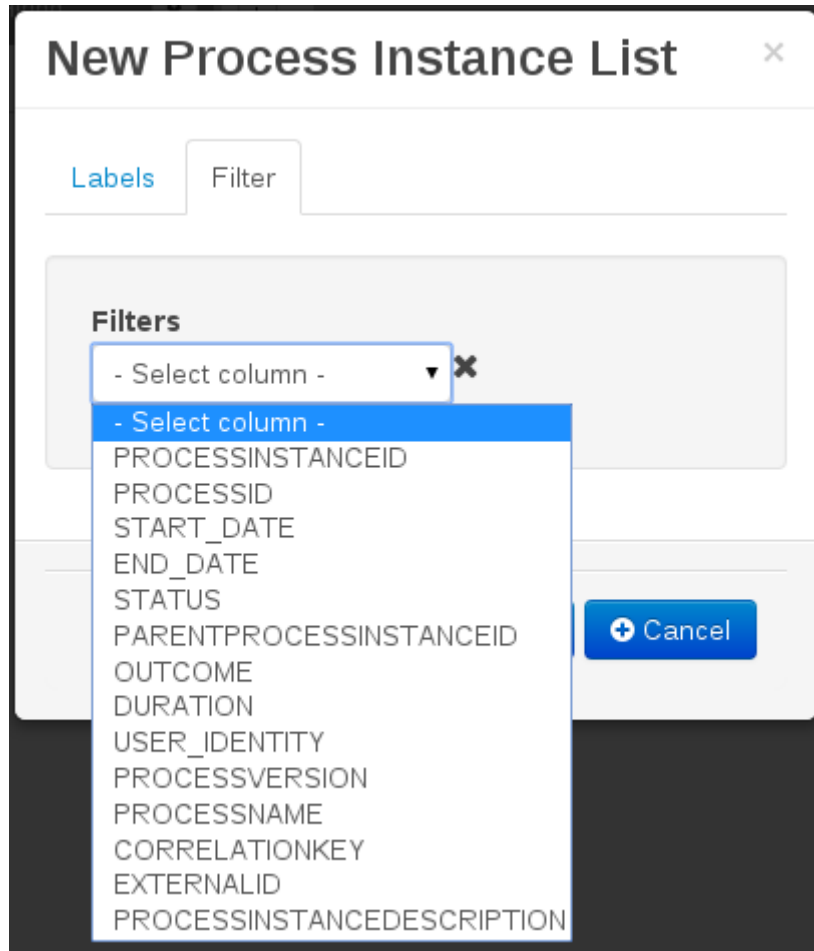 New Process Instance List ×
Labels Filter
Filters
- Select column -
- Select column -
PROCESSINSTANCEID
PROCESSID
START_DATE
END_DATE
STATUS
PARENTPROCESSINSTANCEID
OUTCOME
Cancel
DURATION
USER_IDENTITY
PROCESSVERSION
PROCESSNAME
CORRELATIONKEY
EXTERNALID
PROCESSINSTANCEDESCRIPTION